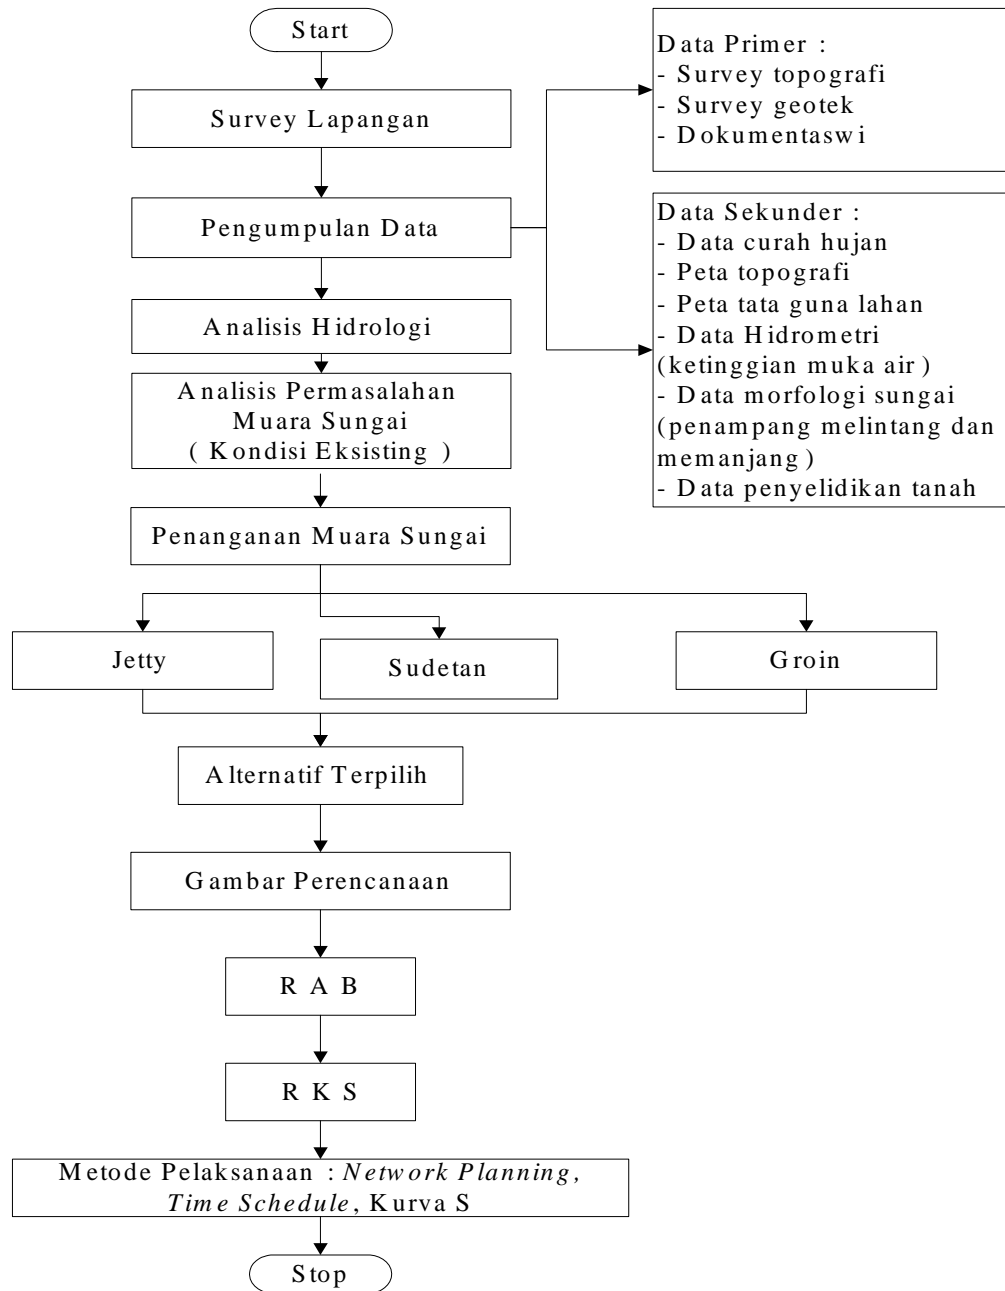 Start
Survey Lapangan
Pengumpulan Data
Data Primer :
- Survey topografi
- Survey geotek
- Dokumentaswi
Data Sekunder :
- Data curah hujan
- Peta topografi
- Peta tata guna lahan
- Data Hidrometri
(ketinggian muka air)
- Data morfologi sungai
(penampang melintang dan
memanjang)
- Data penyelidikan tanah
Analisis Hidrologi
Analisis Permasalahan
Muara Sungai
( Kondisi Eksisting )
Penanganan Muara Sungai
Jetty
Sudetan
Groin
Alternatif Terpilih
Gambar Perencanaan
R A B
R K S
Metode Pelaksanaan : Network Planning,
Time Schedule, Kurva S
Stop